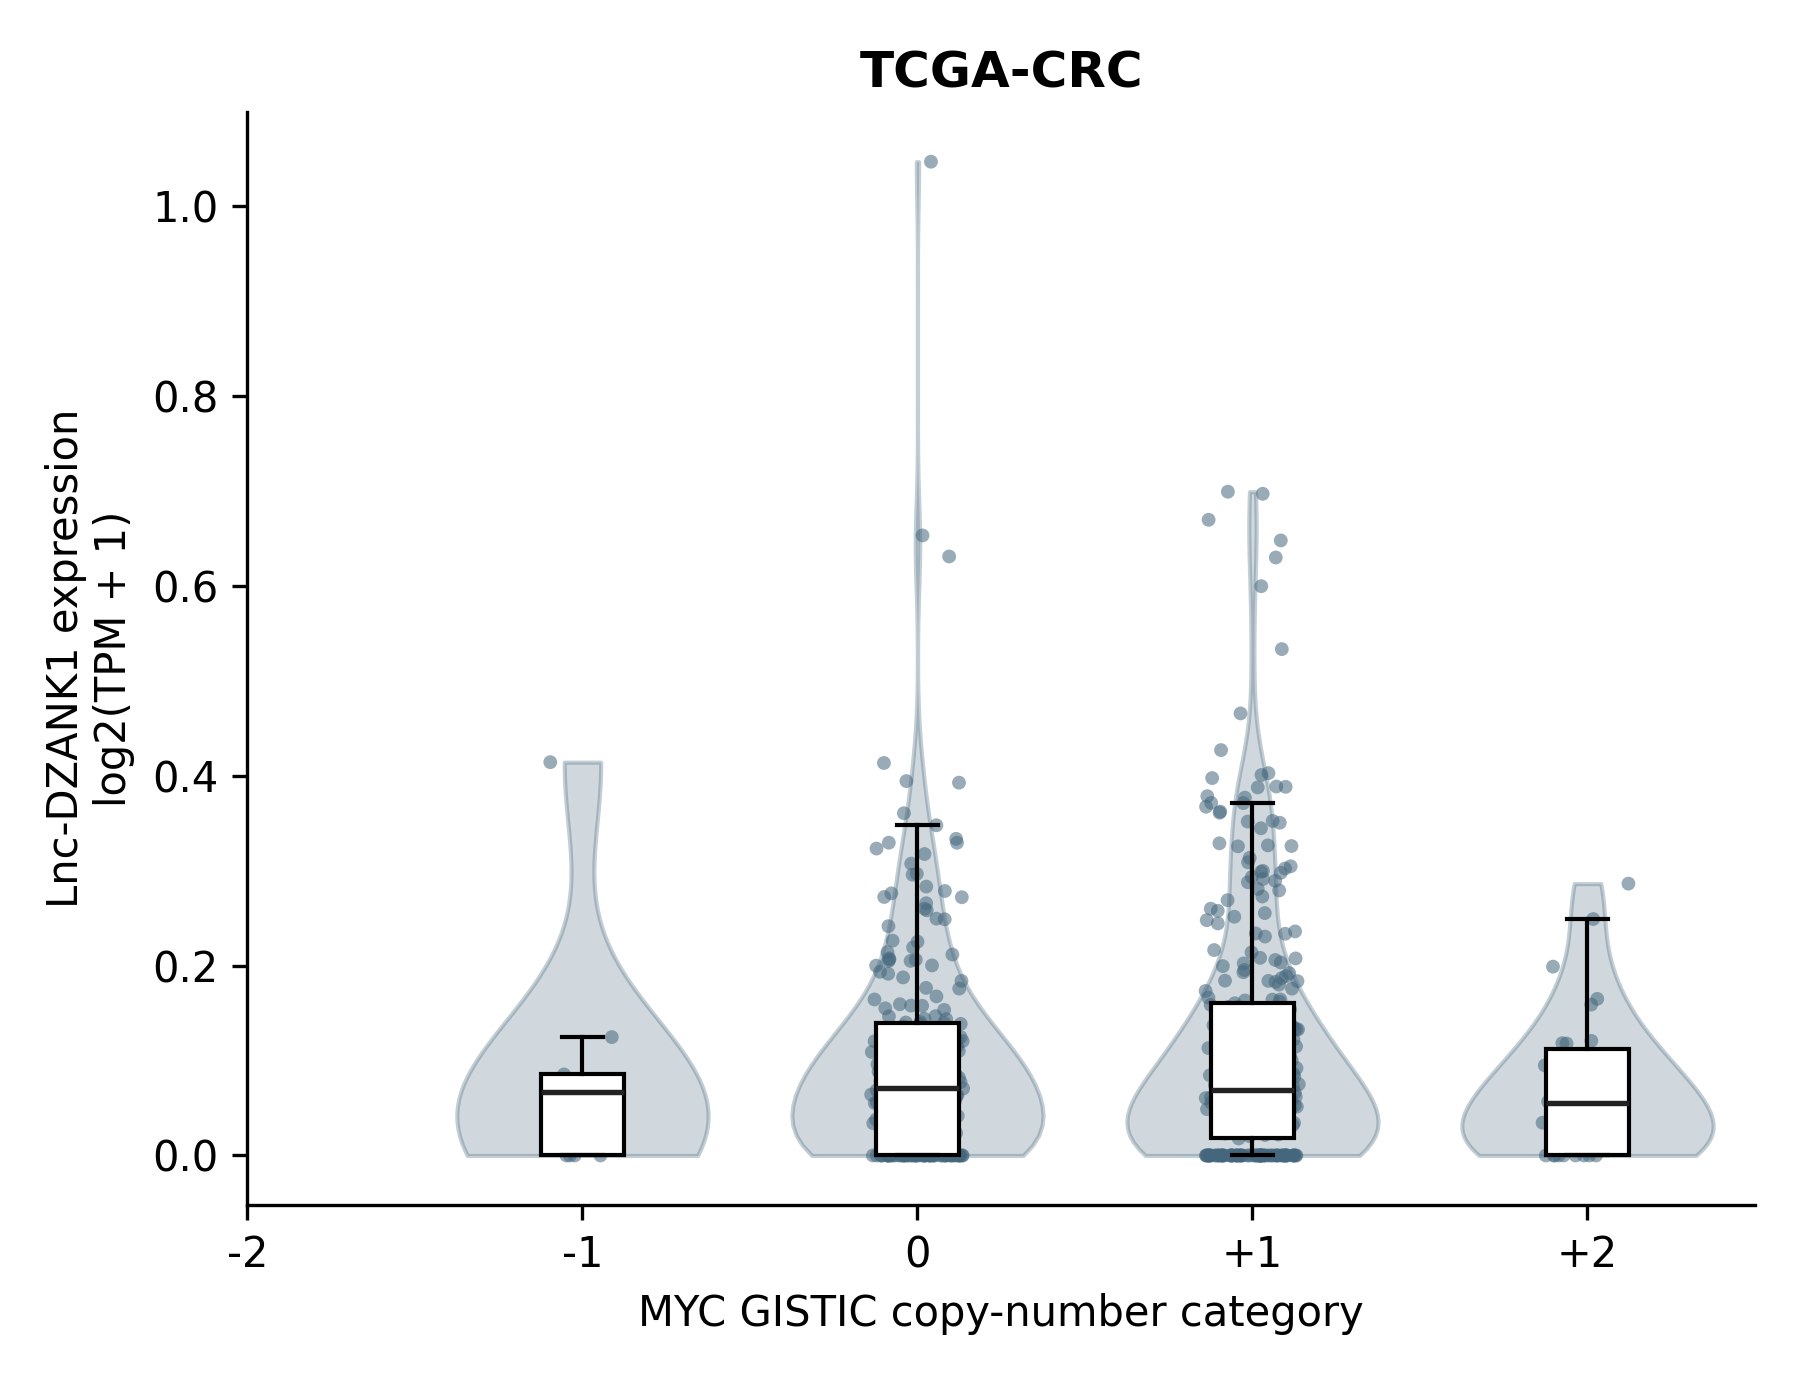 TCGA-CRC
Lnc-DZANK1 expression
log2(TPM + 1)
1.0
0.8
0.6
0.4
0.2
0.0
-2 -1 0 +1 +2
MYC GISTIC copy-number category